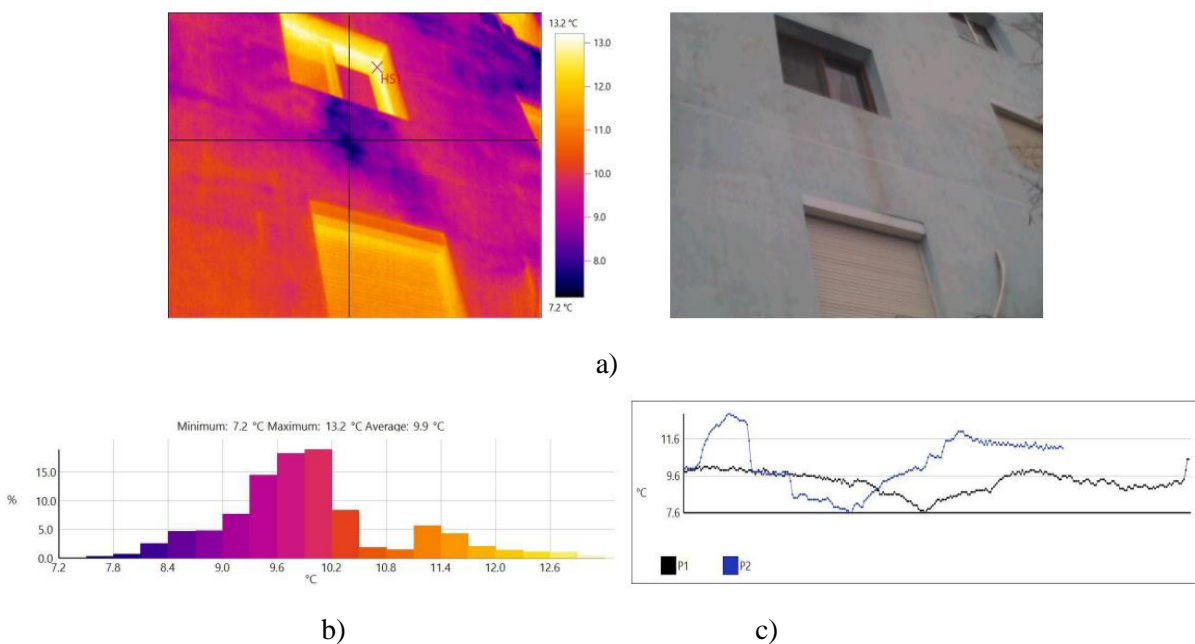 13.2 °C
13.0
12.0
11.0
10.0
9.0
8.0
7.2 °C
HS1
a)
Minimum: 7.2 °C Maximum: 13.2 °C Average: 9.9 °C
%
15.0
10.0
5.0
0.0
7.2 7.8 8.4 9.0 9.6 10.2 10.8 11.4 12.0 12.6
°C
°C
11.6
9.6
7.6
P1 P2
b) c)